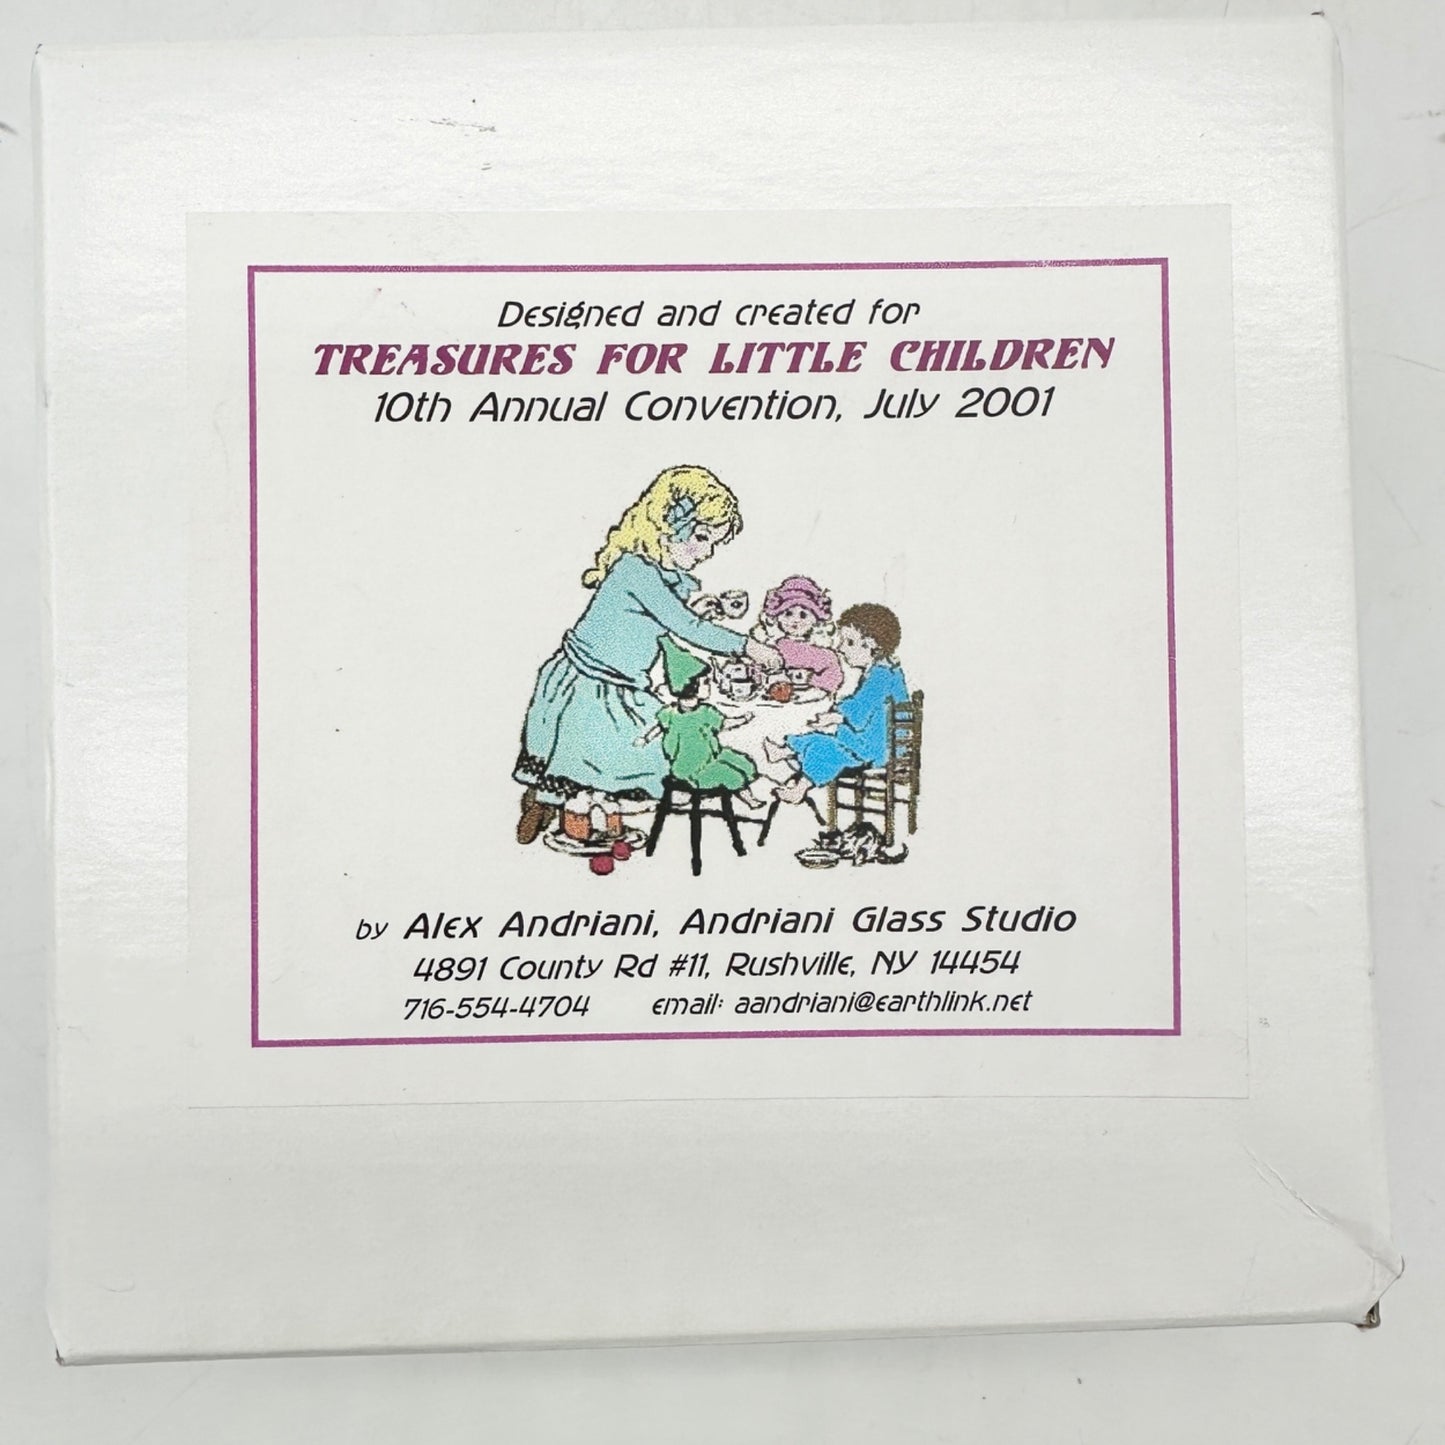 Designed and created for
TREASURES FOR LITTLE CHILDREN
10th Annual Convention, July 2001
by Alex Andriani, Andriani Glass Studio
4891 County Rd #11, Rushville, NY 14454
716-554-4704 email: aandriani@earthlink.net